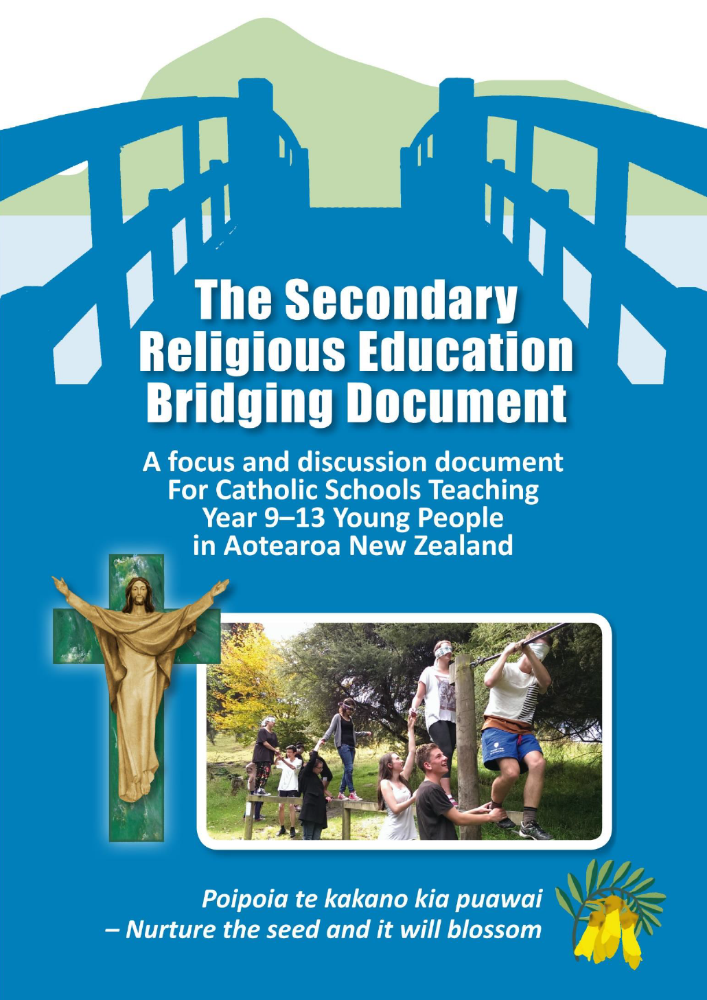 The Secondary
Religious Education
Bridging Document
A focus and discussion document
For Catholic Schools Teaching
Year 9–13 Young People
in Aotearoa New Zealand
Poipoia te kakano kia puawai
– Nurture the seed and it will blossom